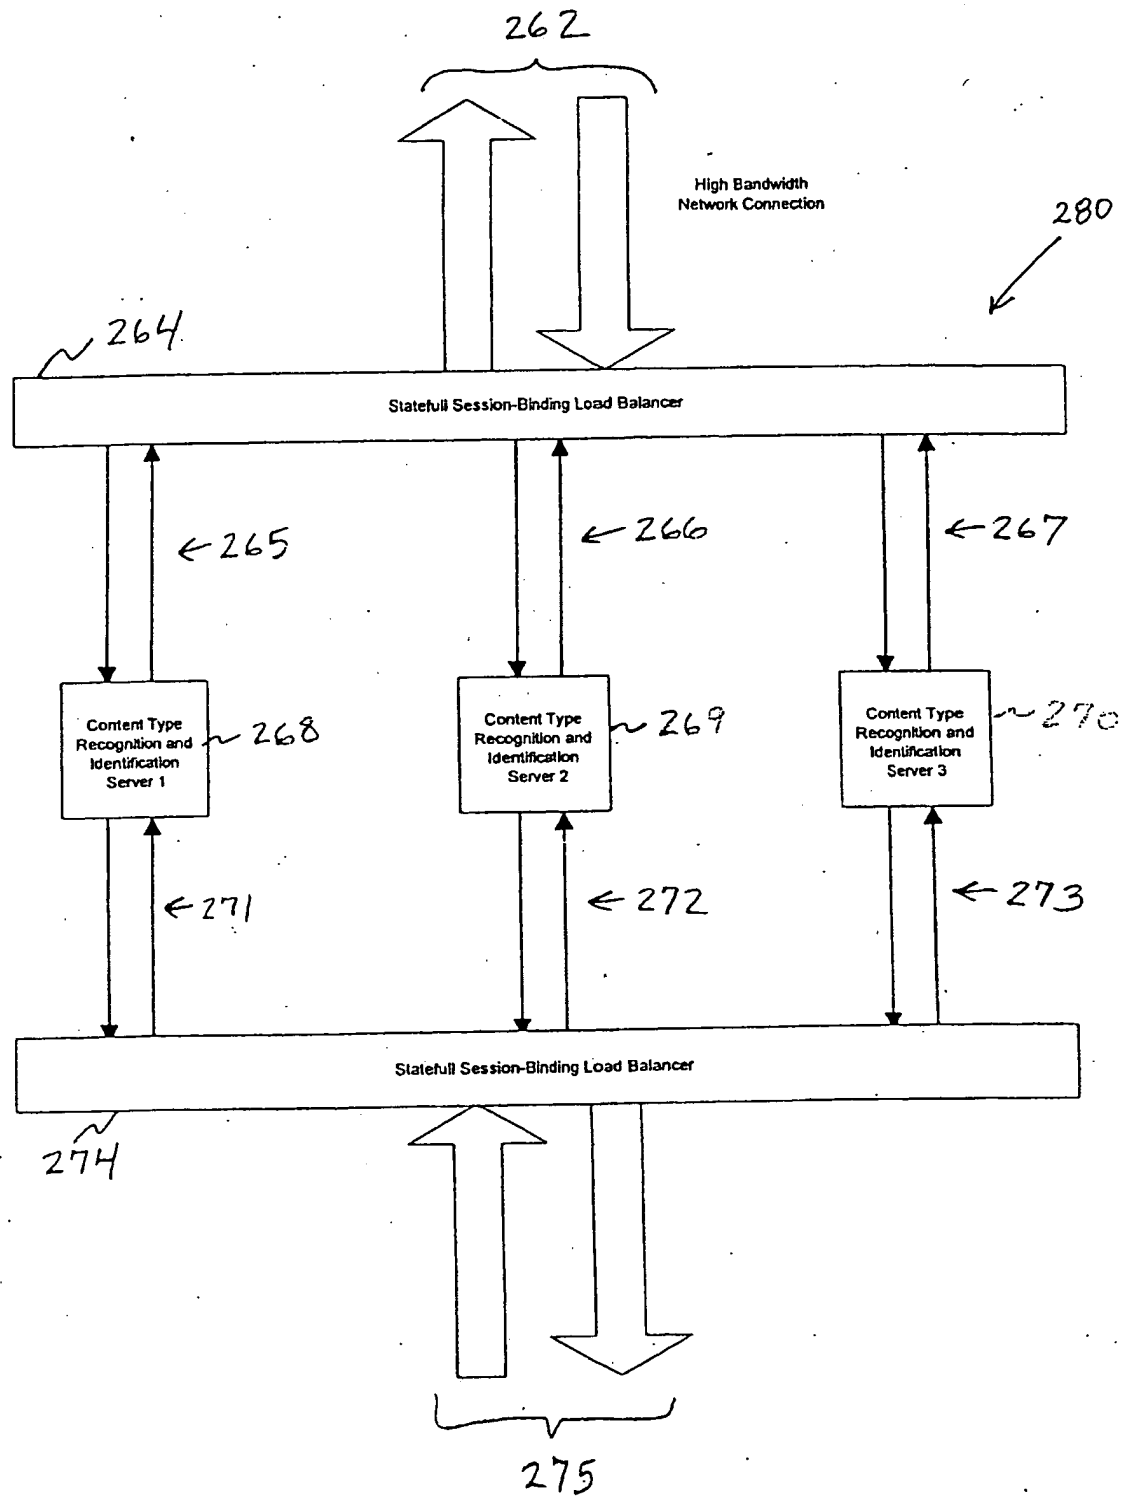 262
High Bandwidth
Network Connection
280
264
Statefull Session-Binding Load Balancer
265
266
267
Content Type
Recognition and
Identification
Server 1
268
Content Type
Recognition and
Identification
Server 2
269
Content Type
Recognition and
Identification
Server 3
270
271
272
273
Statefull Session-Binding Load Balancer
274
275